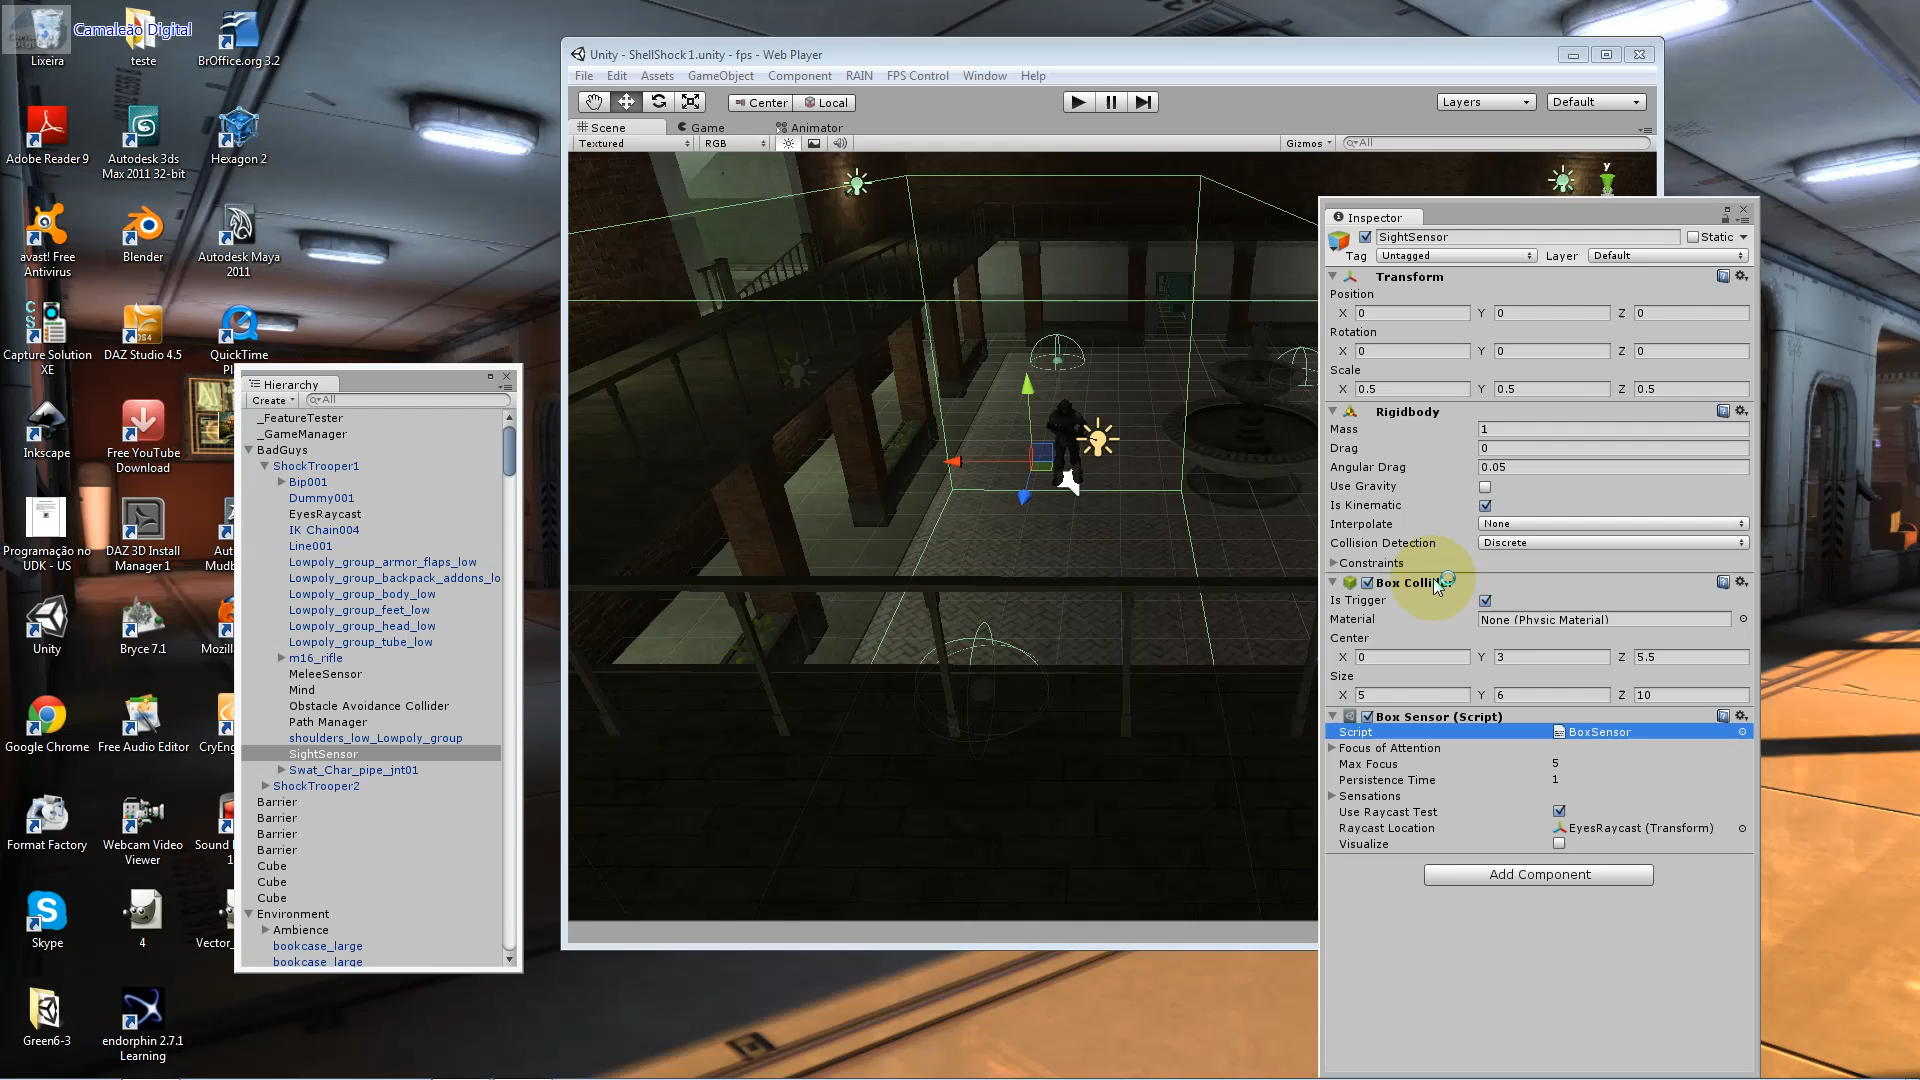 Camaleão Digital
Lixeira
teste
BrOffice.org 3.2
Adobe Reader 9
Autodesk 3ds
Max 2011 32-bit
Hexagon 2
avast! Free
Antivirus
Blender
Autodesk Maya
2011
Capture Solution
XE
DAZ Studio 4.5
QuickTime
Inkscape
Free YouTube
Download
Programação no
UDK - US
DAZ 3D Install
Manager1
Unity
Bryce 7.1
Google Chrome
Free Audio Editor
Format Factory
Webcam Video
Viewer
Skype
4
Green6-3
endorphin 2.7.1
Learning
Hierarchy
Create
All
_FeatureTester
_GameManager
BadGuys
ShockTrooper1
Bip001
Dummy001
EyesRaycast
IK Chain004
Line001
Lowpoly_group_armor_flaps_low
Lowpoly_group_backpack_addons_lo
Lowpoly_group_body_low
Lowpoly_group_feet_low
Lowpoly_group_head_low
Lowpoly_group_tube_low
m16_rifle
MeleeSensor
Mind
Obstacle Avoidance Collider
Path Manager
shoulders_low_Lowpoly_group
SightSensor
Swat_Char_pipe_jnt01
ShockTrooper2
Barrier
Barrier
Barrier
Barrier
Cube
Cube
Cube
Environment
Ambience
bookcase_large
bookcase_large
Unity - ShellShock 1.unity - fps - Web Player
File Edit Assets GameObject Component RAIN FPS Control Window Help
Center Local
Layers Default
Scene Game Animator
Textured RGB Gizmos All
y
Inspector
SightSensor Static
Tag Untagged Layer Default
Transform
Position
X 0 Y 0 Z 0
Rotation
X 0 Y 0 Z 0
Scale
X 0.5 Y 0.5 Z 0.5
Rigidbody
Mass 1
Drag 0
Angular Drag 0.05
Use Gravity
Is Kinematic
Interpolate None
Collision Detection Discrete
Constraints
Box Colli
Is Trigger
Material None (Physic Material)
Center
X 0 Y 3 Z 5.5
Size
X 5 Y 6 Z 10
Box Sensor (Script)
Script BoxSensor
Focus of Attention
Max Focus 5
Persistence Time 1
Sensations
Use Raycast Test
Raycast Location EyesRaycast (Transform)
Visualize
Add Component